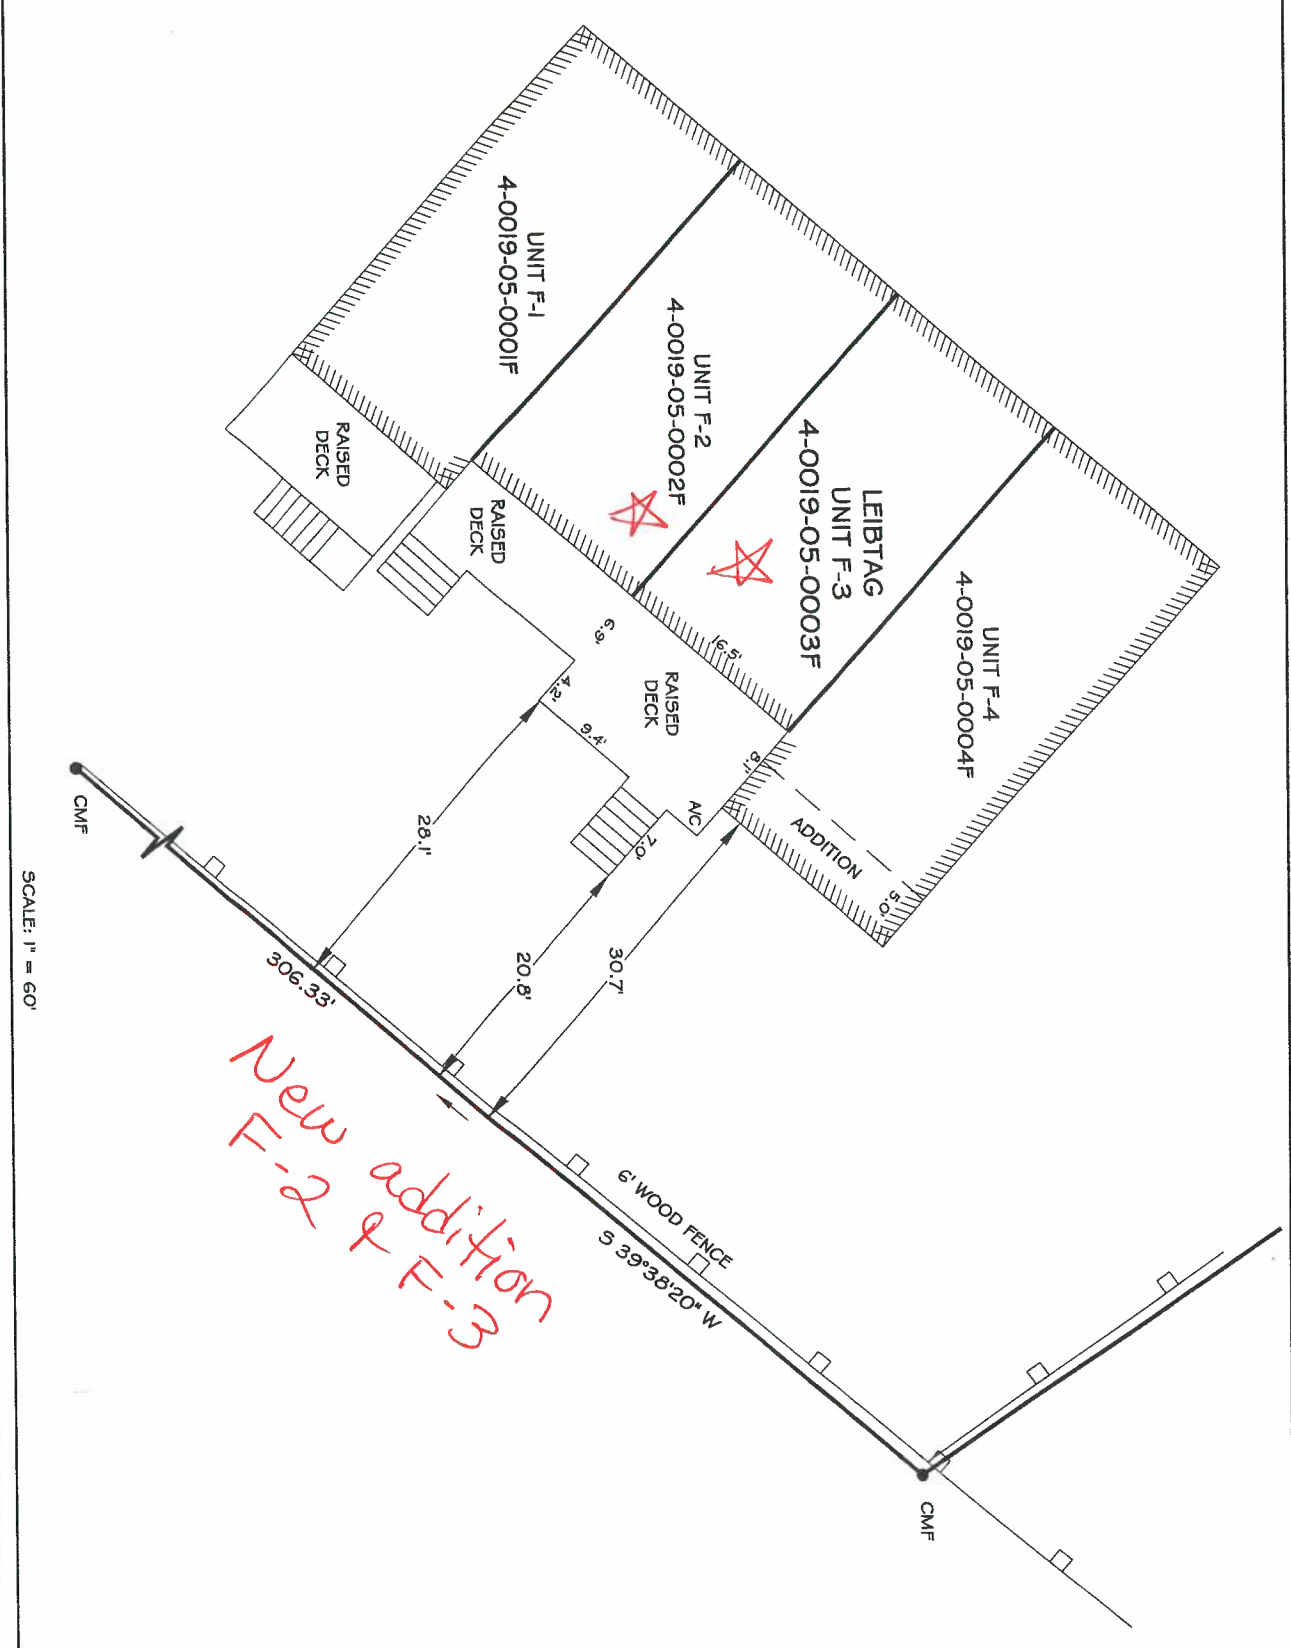 UNIT F-1
4-0019-05-0001F
UNIT F-2
4-0019-05-0002F
LEIBTAG
UNIT F-3
4-0019-05-0003F
UNIT F-4
4-0019-05-0004F
RAISED
DECK
RAISED
DECK
RAISED
DECK
16.5'
4.2'
9.4'
8.1'
A/C
7.0'
ADDITION
5.0'
28.1'
20.8'
30.7'
CMF
306.33'
6' WOOD FENCE
S 39°38'20" W
CMF
New addition
F-2 & F-3
SCALE: 1" = 60'